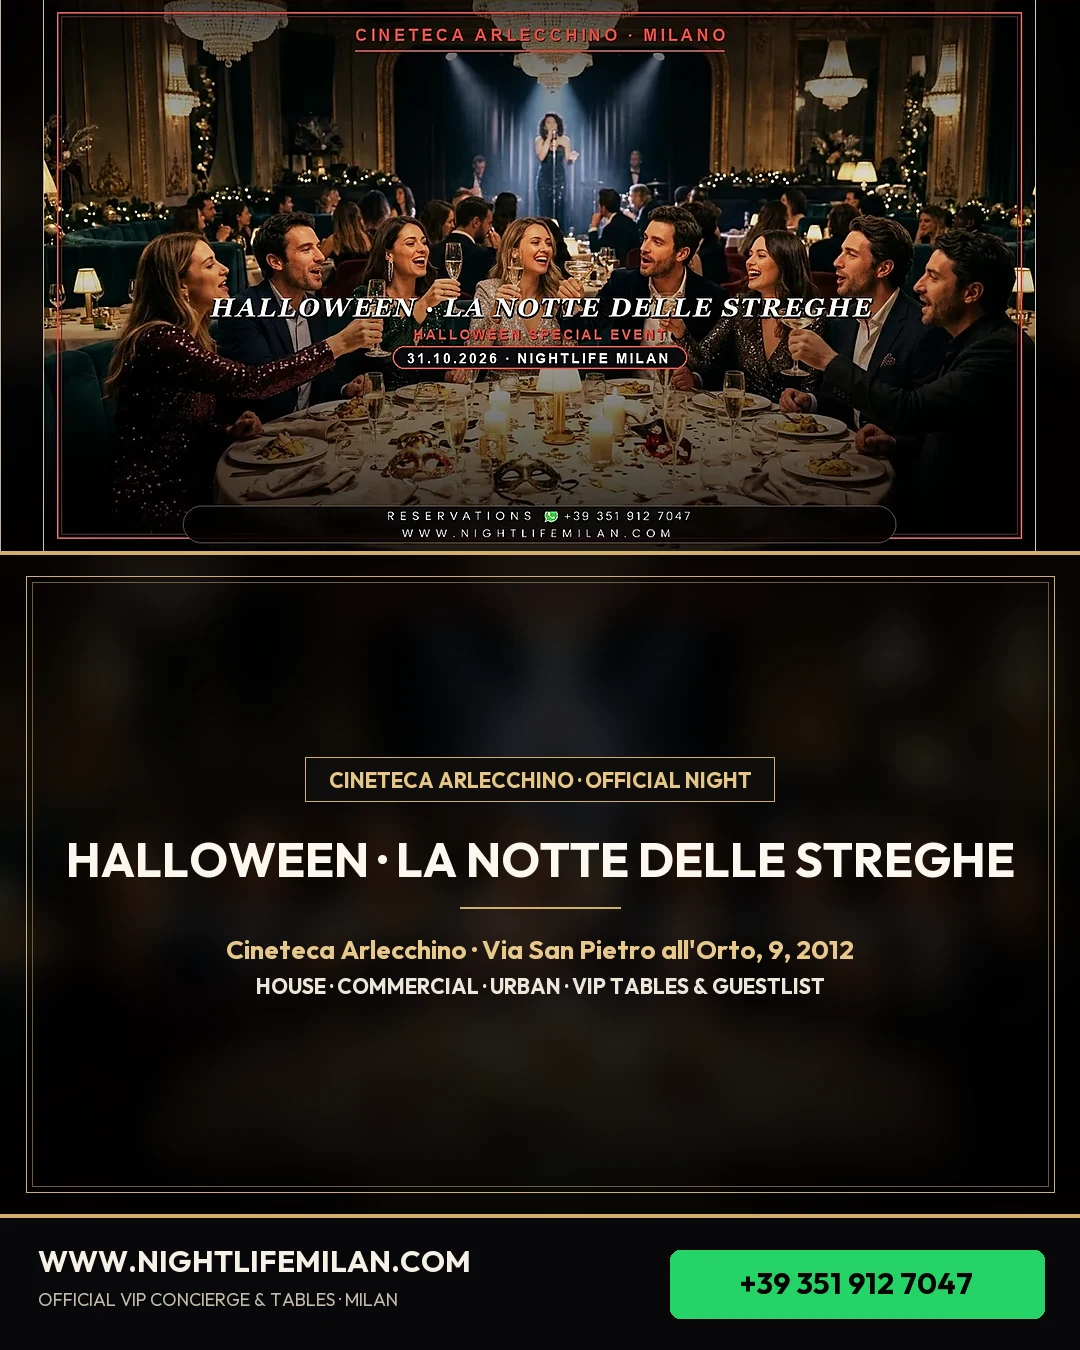 CINETECA ARLECCHINO · MILANO
HALLOWEEN · LA NOTTE DELLE STREGHE
HALLOWEEN SPECIAL EVENT
31.10.2026 · NIGHTLIFE MILAN
RESERVATIONS +39 351 912 7047
WWW.NIGHTLIFEMILAN.COM
CINETECA ARLECCHINO · OFFICIAL NIGHT
HALLOWEEN · LA NOTTE DELLE STREGHE
Cineteca Arlecchino · Via San Pietro all'Orto, 9, 2012
HOUSE · COMMERCIAL · URBAN · VIP TABLES & GUESTLIST
WWW.NIGHTLIFEMILAN.COM
OFFICIAL VIP CONCIERGE & TABLES · MILAN
+39 351 912 7047